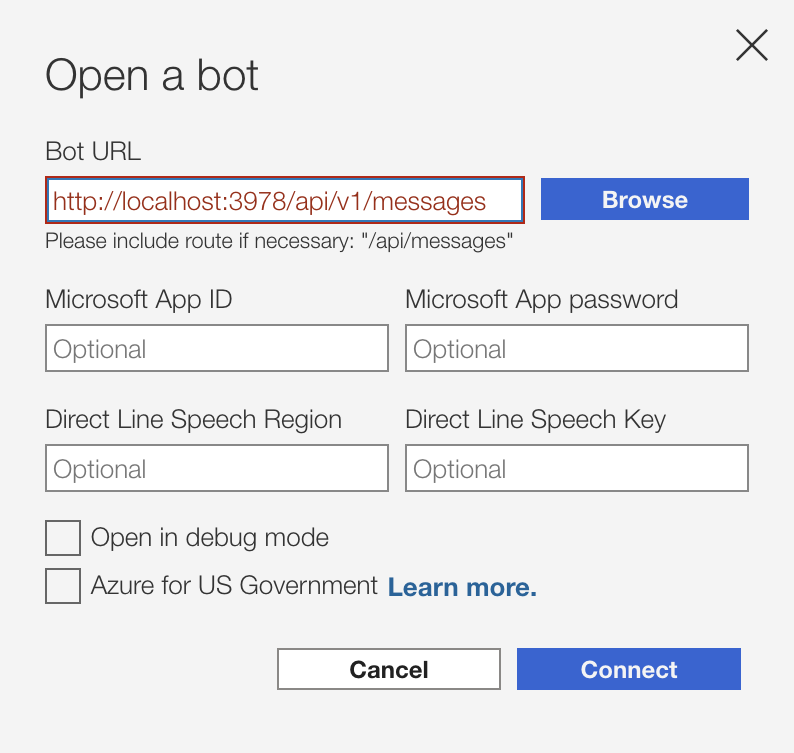 Open a bot
Bot URL
http://localhost:3978/api/v1/messages
Browse
Please include route if necessary: "/api/messages"
Microsoft App ID
Microsoft App password
Optional
Optional
Direct Line Speech Region
Direct Line Speech Key
Optional
Optional
Open in debug mode
Azure for US Government Learn more.
Cancel
Connect